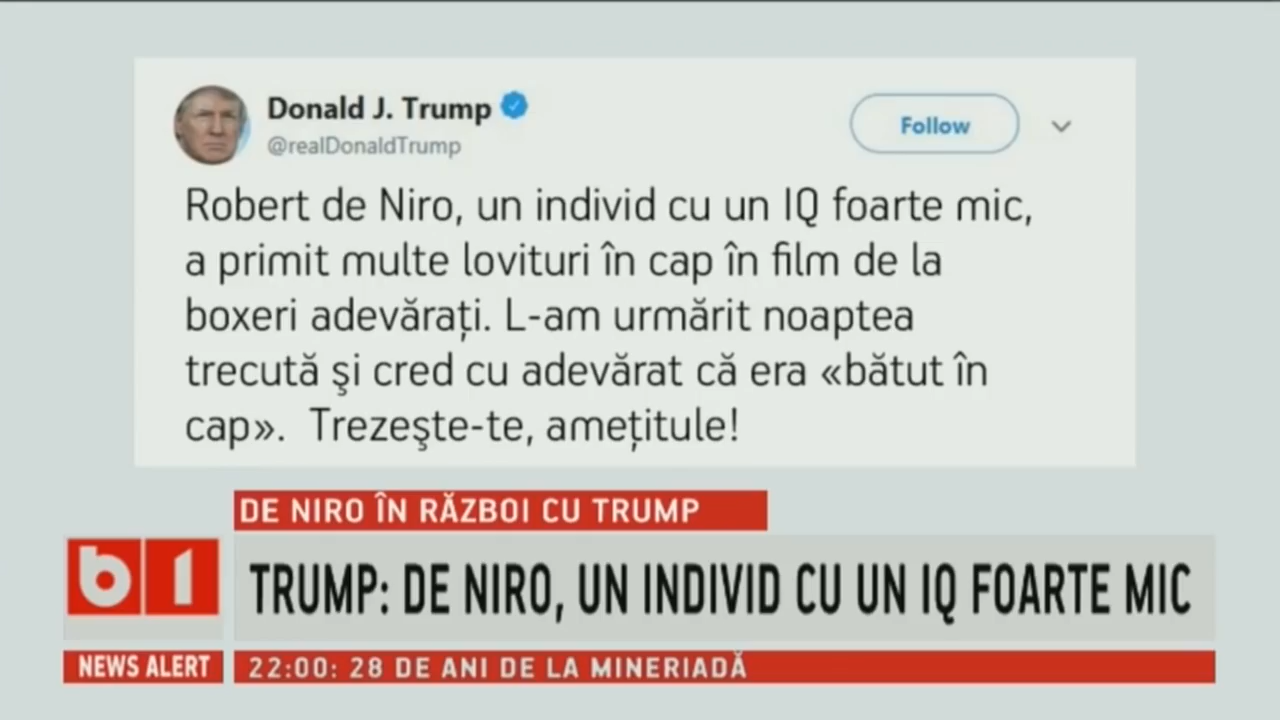 Donald J. Trump
Follow
@realDonaldTrump
Robert de Niro, un individ cu un IQ foarte mic,
a primit multe lovituri în cap în film de la
boxeri adevărați. L-am urmărit noaptea
trecută şi cred cu adevărat că era «bătut în
cap». Trezeşte-te, amețitule!
DE NIRO ÎN RĂZBOI CU TRUMP
b1
TRUMP: DE NIRO, UN INDIVID CU UN IQ FOARTE MIC
NEWS ALERT
22:00: 28 DE ANI DE LA MINERIADĂ